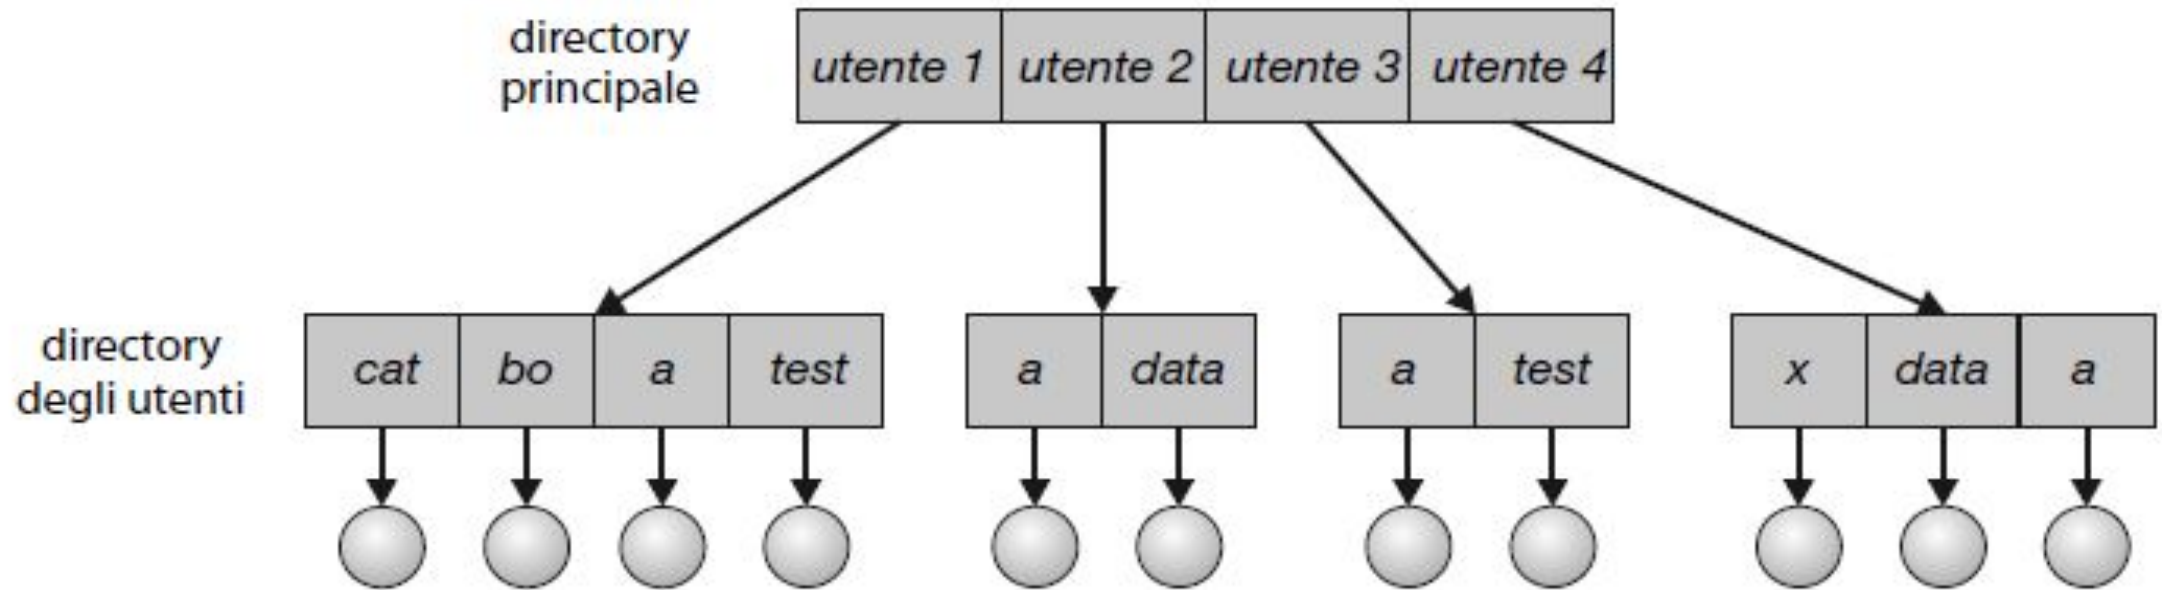 directory
principale
utente 1 utente 2 utente 3 utente 4
directory
degli utenti
cat bo a test a data a test x data a